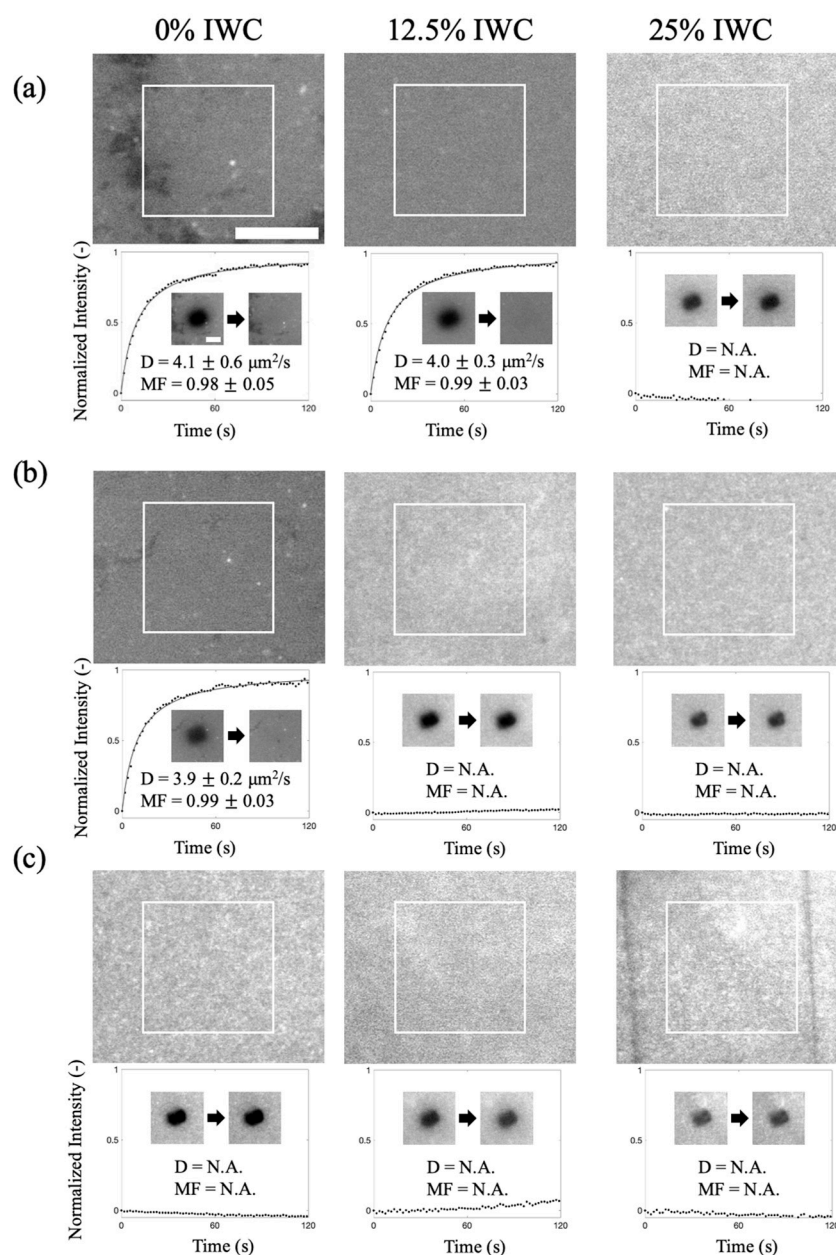 0% IWC 12.5% IWC 25% IWC
(a)
Normalized Intensity (-)
1
0.5
0
D = 4.1 ± 0.6 μm²/s
MF = 0.98 ± 0.05
0 60 120
Time (s)
1
0.5
0
D = 4.0 ± 0.3 μm²/s
MF = 0.99 ± 0.03
0 60 120
Time (s)
1
0.5
0
D = N.A.
MF = N.A.
0 60 120
Time (s)
(b)
Normalized Intensity (-)
1
0.5
0
D = 3.9 ± 0.2 μm²/s
MF = 0.99 ± 0.03
0 60 120
Time (s)
1
0.5
0
D = N.A.
MF = N.A.
0 60 120
Time (s)
1
0.5
0
D = N.A.
MF = N.A.
0 60 120
Time (s)
(c)
Normalized Intensity (-)
1
0.5
0
D = N.A.
MF = N.A.
0 60 120
Time (s)
1
0.5
0
D = N.A.
MF = N.A.
0 60 120
Time (s)
1
0.5
0
D = N.A.
MF = N.A.
0 60 120
Time (s)